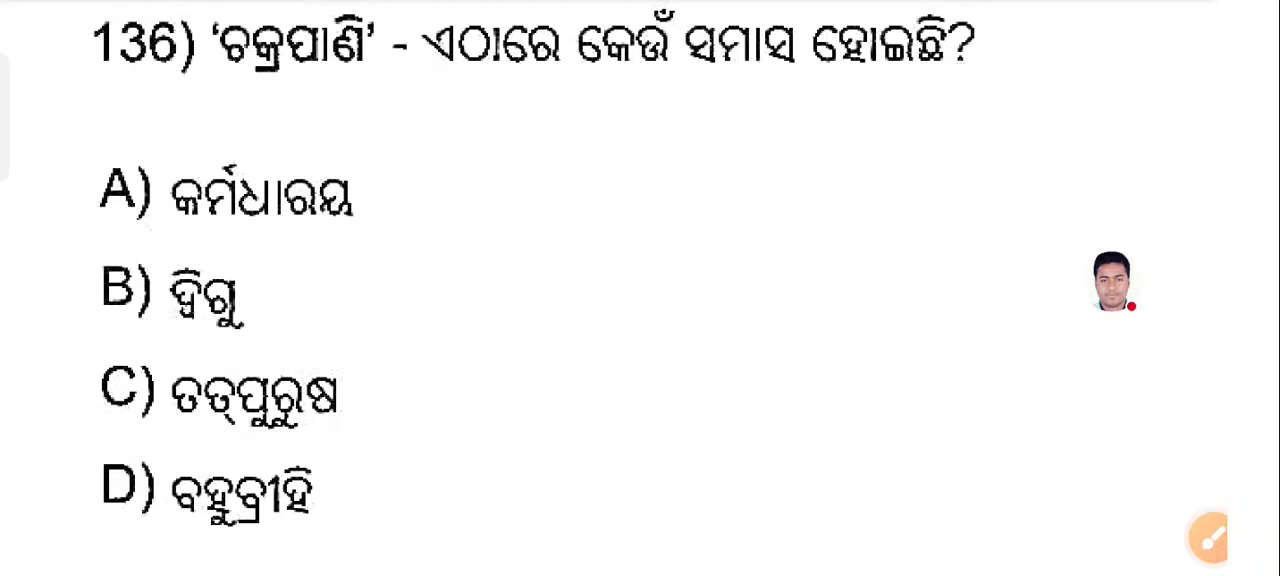 136) ‘ଚକ୍ରପାଣି’ - ଏଠାରେ କେଉଁ ସମାସ ହୋଇଛି?
A) କର୍ମଧାରୟ
B) ଦ୍ୱିଗୁ
C) ତତ୍‌ପୁରୁଷ
D) ବହୁବ୍ରୀହି